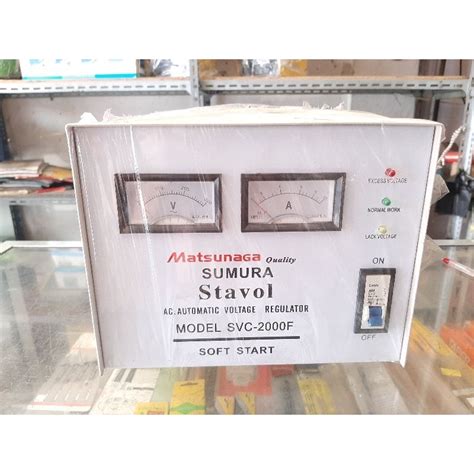 V
A
EXCESS VOLTAGE
NORMAL WORK
LACK VOLTAGE
Matsunaga Quality
SUMURA
Stavol
A.C. AUTOMATIC VOLTAGE REGULATOR
MODEL SVC-2000F
SOFT START
ON
OFF